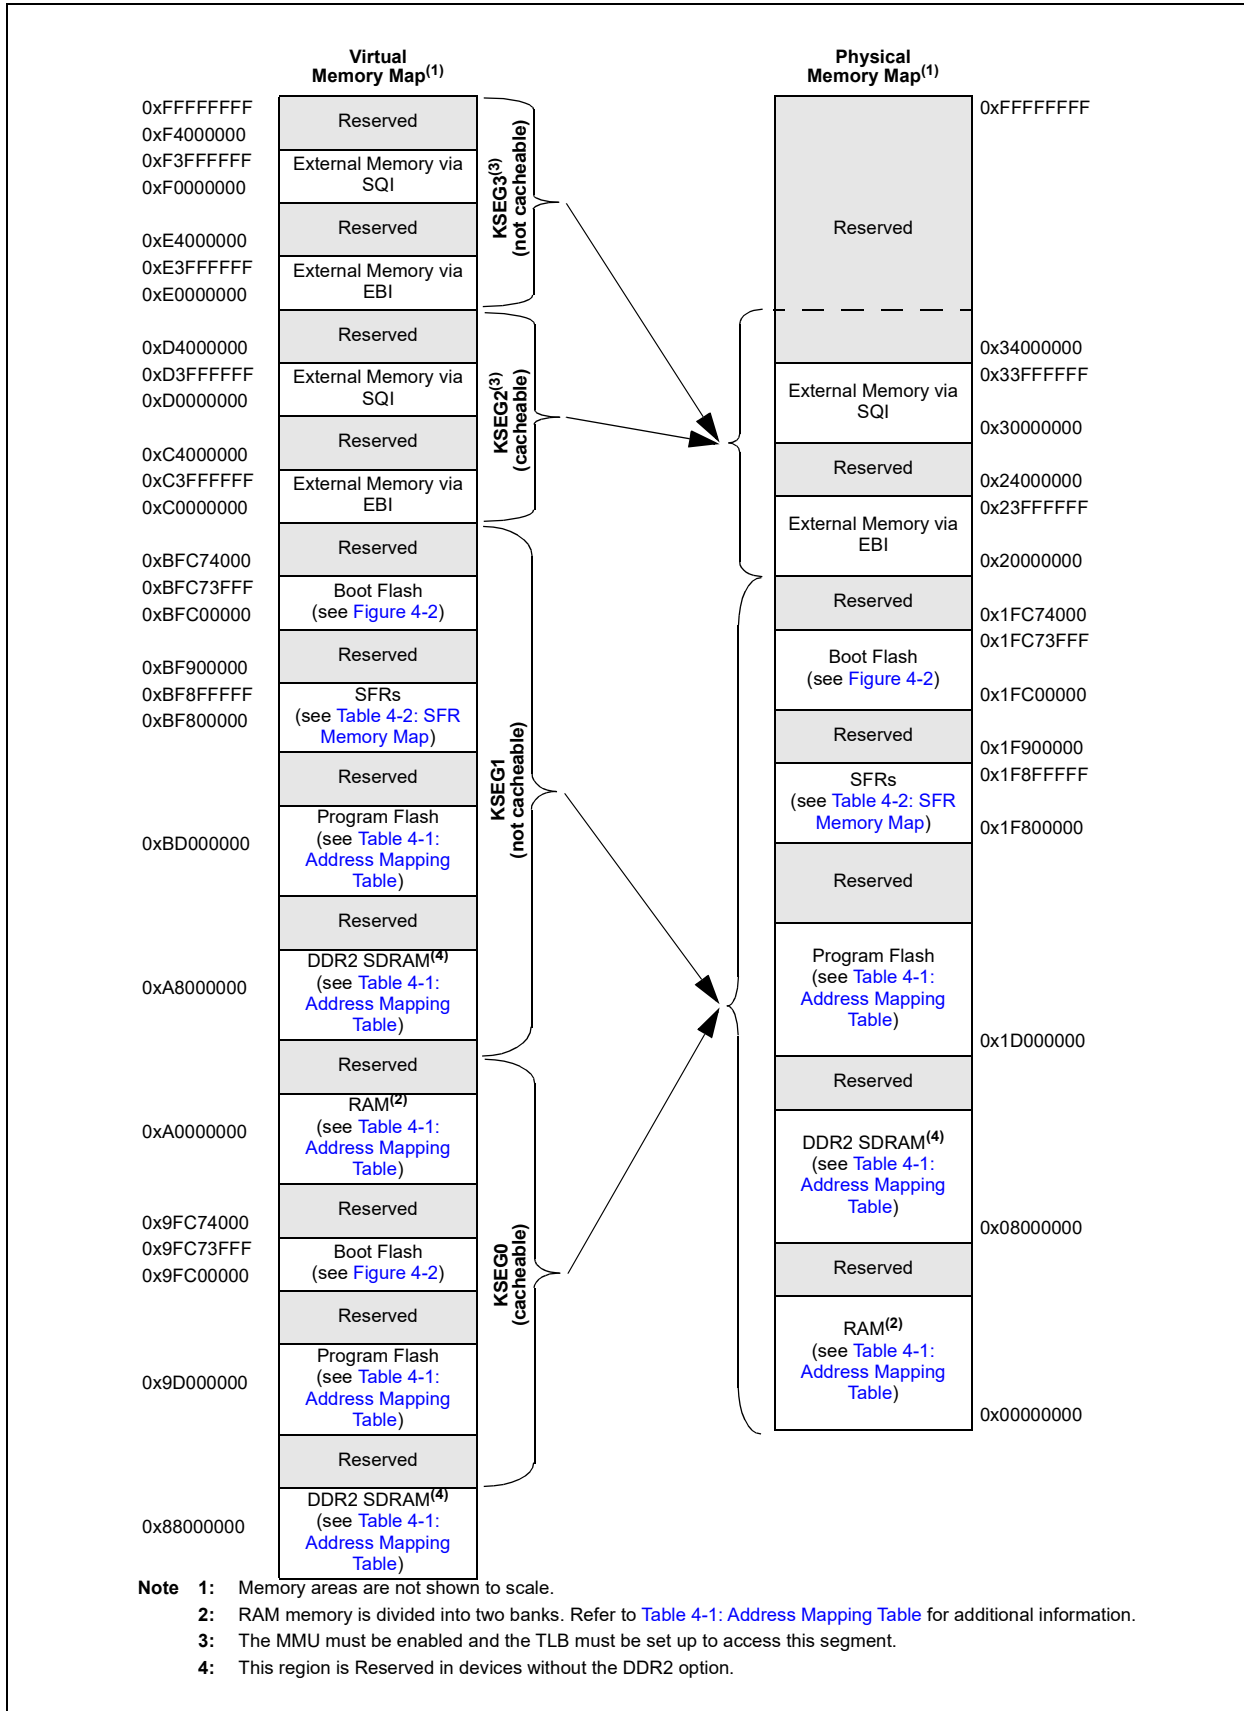 Virtual
Memory Map(1)
Physical
Memory Map(1)
0xFFFFFFFF
Reserved
0xF4000000
0xF3FFFFFF
External Memory via
SQI
0xF0000000
Reserved
0xE4000000
0xE3FFFFFF
External Memory via
EBI
0xE0000000
KSEG3(3)
(not cacheable)
Reserved
0xD4000000
0xD3FFFFFF
External Memory via
SQI
0xD0000000
Reserved
0xC4000000
0xC3FFFFFF
External Memory via
EBI
0xC0000000
KSEG2(3)
(cacheable)
Reserved
0xBFC74000
0xBFC73FFF
Boot Flash
(see Figure 4-2)
0xBFC00000
Reserved
0xBF900000
0xBF8FFFFF
SFRs
(see Table 4-2: SFR
Memory Map)
0xBF800000
Reserved
Program Flash
(see Table 4-1:
Address Mapping
Table)
0xBD000000
Reserved
DDR2 SDRAM(4)
(see Table 4-1:
Address Mapping
Table)
0xA8000000
KSEG1
(not cacheable)
Reserved
RAM(2)
(see Table 4-1:
Address Mapping
Table)
0xA0000000
Reserved
0x9FC74000
0x9FC73FFF
Boot Flash
(see Figure 4-2)
0x9FC00000
Reserved
Program Flash
(see Table 4-1:
Address Mapping
Table)
0x9D000000
Reserved
DDR2 SDRAM(4)
(see Table 4-1:
Address Mapping
Table)
0x88000000
KSEG0
(cacheable)
0xFFFFFFFF
Reserved
0x34000000
0x33FFFFFF
External Memory via
SQI
0x30000000
Reserved
0x24000000
0x23FFFFFF
External Memory via
EBI
0x20000000
Reserved
0x1FC74000
0x1FC73FFF
Boot Flash
(see Figure 4-2)
0x1FC00000
Reserved
0x1F900000
0x1F8FFFFF
SFRs
(see Table 4-2: SFR
Memory Map)
0x1F800000
Reserved
Program Flash
(see Table 4-1:
Address Mapping
Table)
0x1D000000
Reserved
DDR2 SDRAM(4)
(see Table 4-1:
Address Mapping
Table)
0x08000000
Reserved
RAM(2)
(see Table 4-1:
Address Mapping
Table)
0x00000000
Note 1: Memory areas are not shown to scale.
2: RAM memory is divided into two banks. Refer to Table 4-1: Address Mapping Table for additional information.
3: The MMU must be enabled and the TLB must be set up to access this segment.
4: This region is Reserved in devices without the DDR2 option.